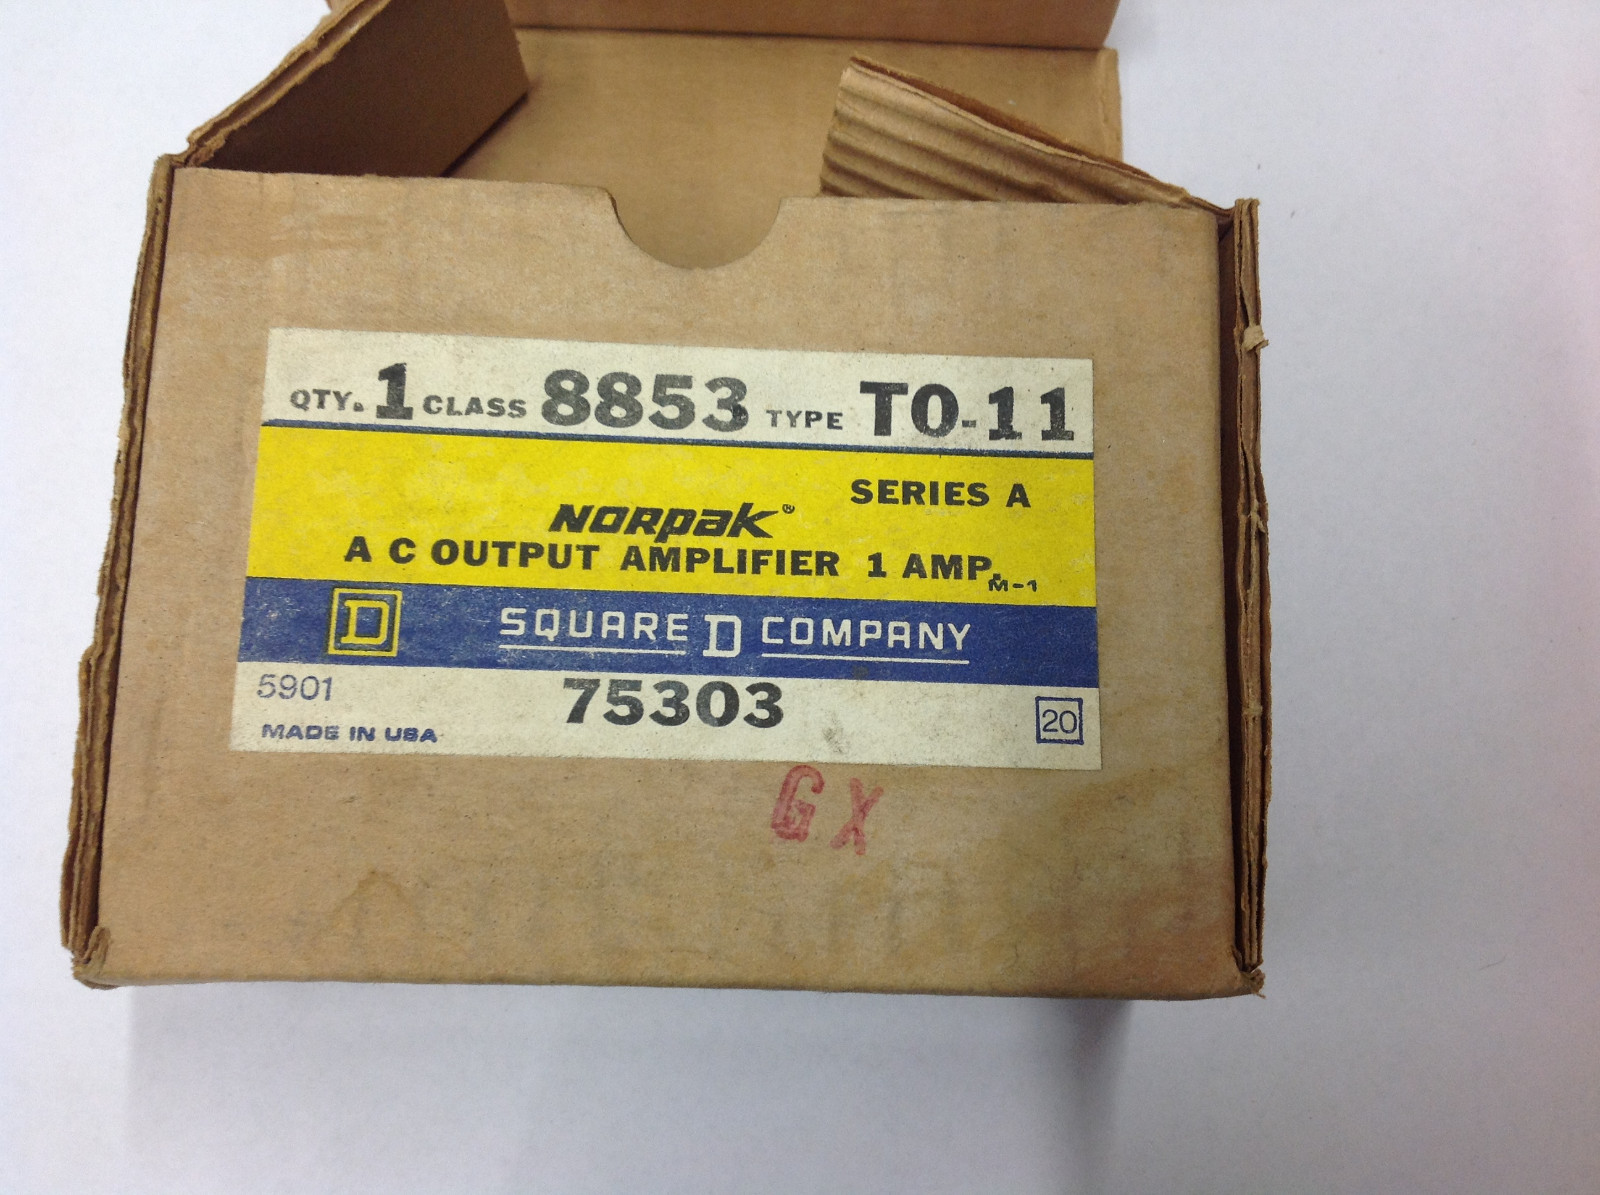 QTY. 1 CLASS 8853 TYPE TO-11
SERIES A
NORpak®
A C OUTPUT AMPLIFIER 1 AMP.
M-1
D SQUARE D COMPANY
5901 75303
MADE IN USA
20
GX